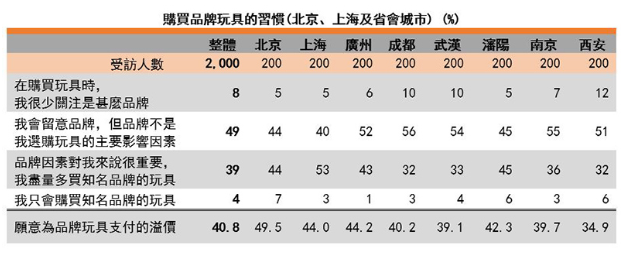 購買品牌玩具的習慣(北京、上海及省會城市) (%)
整體 北京 上海 廣州 成都 武漢 瀋陽 南京 西安
受訪人數 2,000 200 200 200 200 200 200 200 200
在購買玩具時，
我很少關注是甚麼品牌 8 5 5 6 10 10 5 7 12
我會留意品牌，但品牌不是
我選購玩具的主要影響因素 49 44 40 52 56 54 45 55 51
品牌因素對我來說很重要，
我盡量多買知名品牌的玩具 39 44 53 43 32 33 45 36 32
我只會購買知名品牌的玩具 4 7 3 1 3 4 6 3 6
願意為品牌玩具支付的溢價 40.8 49.5 44.0 44.2 40.2 39.1 42.3 39.7 34.9